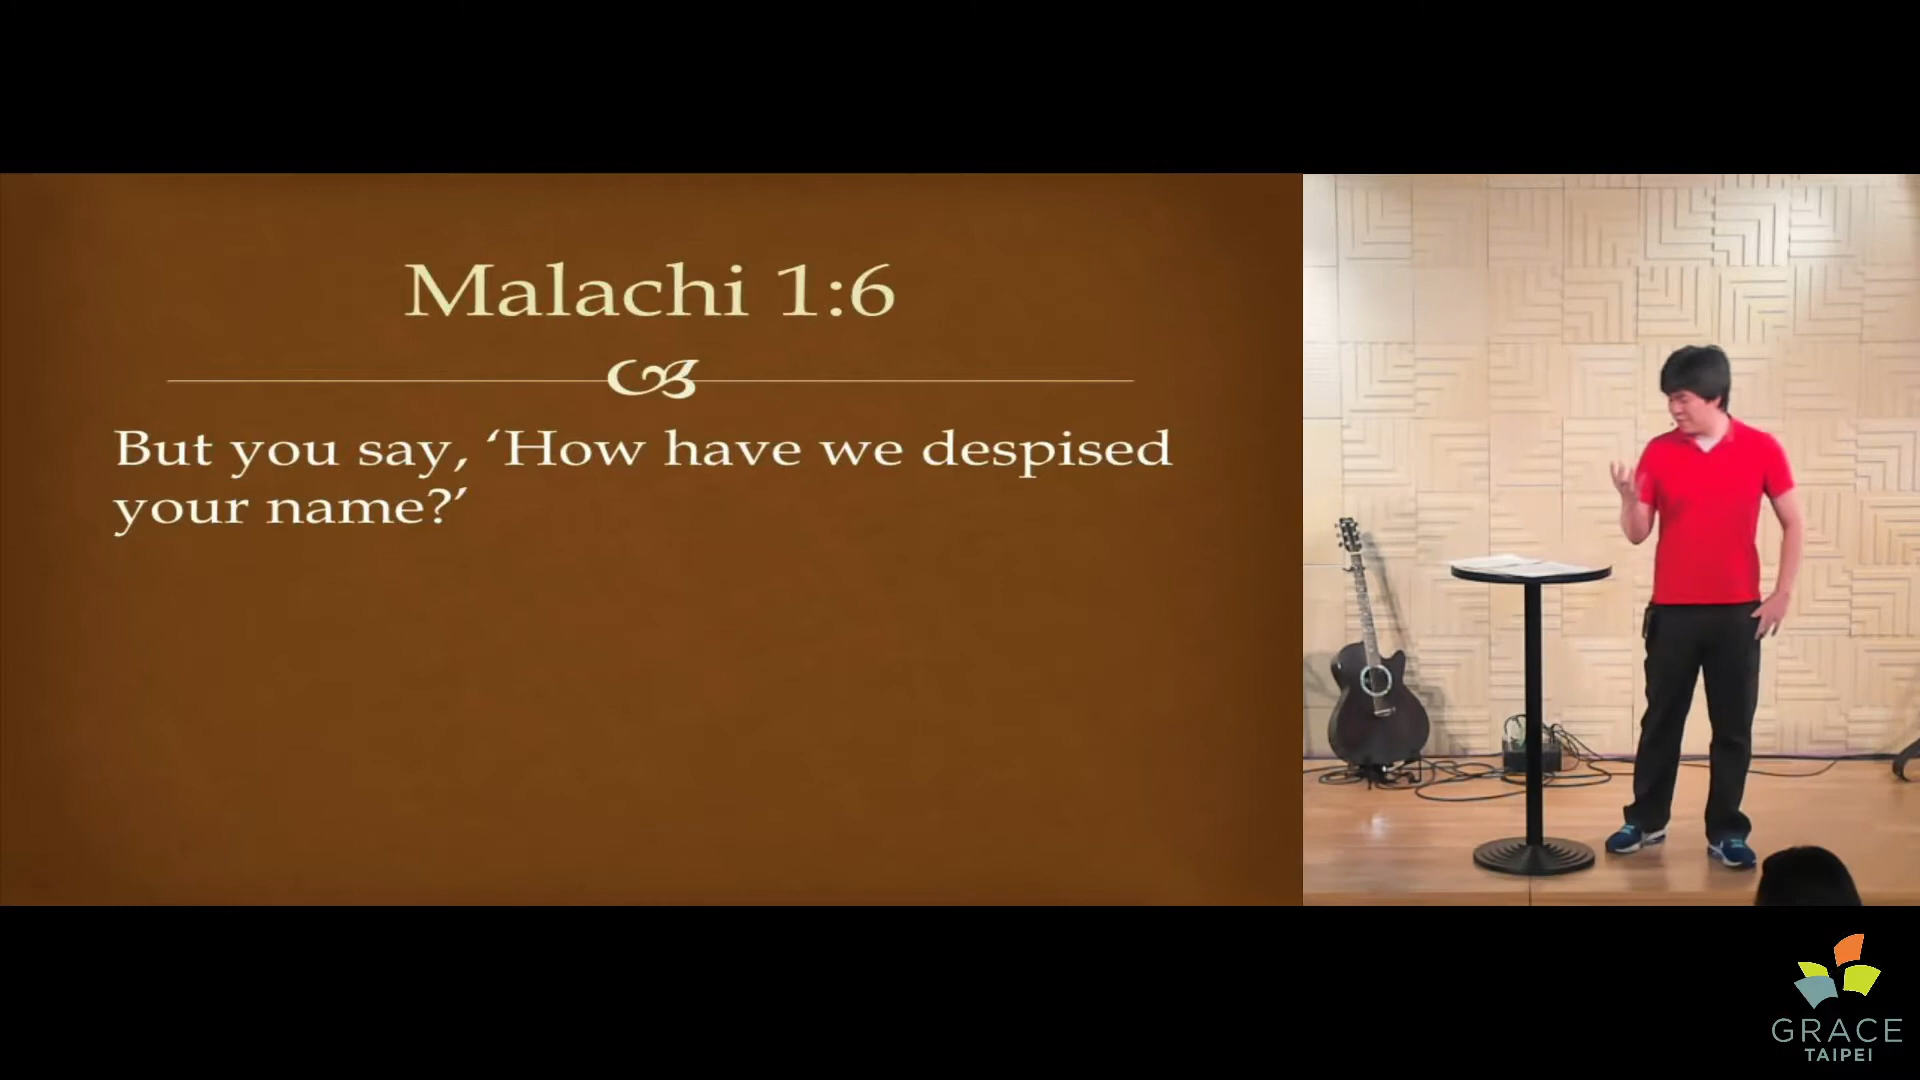 Malachi 1:6
But you say, ‘How have we despised
your name?’
GRACE
TAIPEI